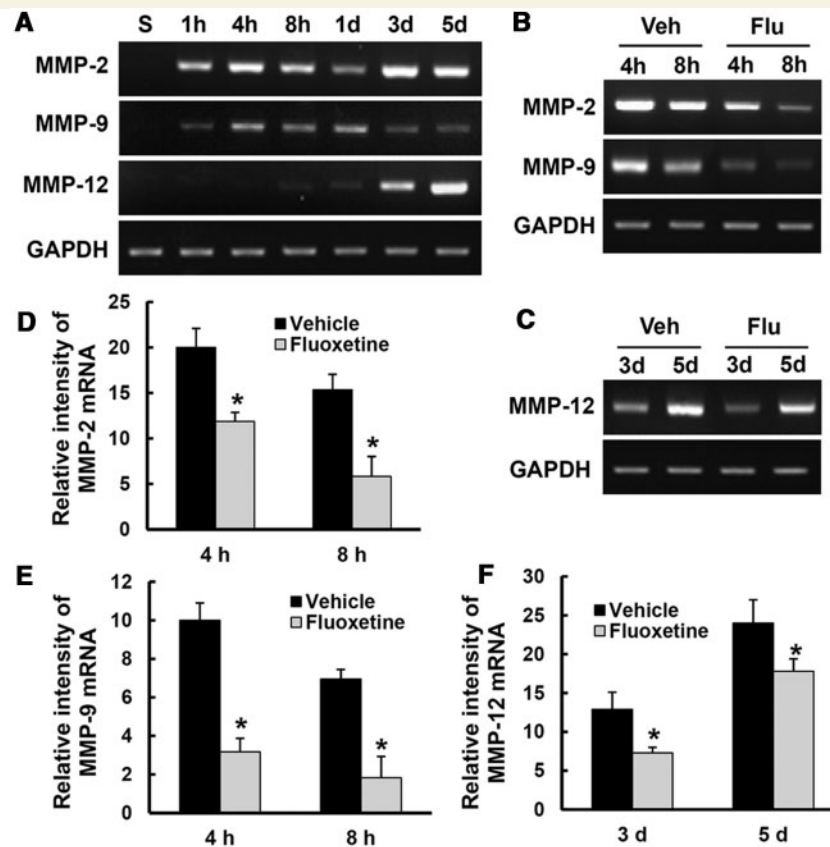 A
S 1h 4h 8h 1d 3d 5d
MMP-2
MMP-9
MMP-12
GAPDH
B
Veh Flu
4h 8h 4h 8h
MMP-2
MMP-9
GAPDH
C
Veh Flu
3d 5d 3d 5d
MMP-12
GAPDH
D
Relative intensity of
MMP-2 mRNA
25
20
15
10
5
0
Vehicle
Fluoxetine
*
*
4 h 8 h
E
Relative intensity of
MMP-9 mRNA
12
10
8
6
4
2
0
Vehicle
Fluoxetine
*
*
4 h 8 h
F
Relative intensity of
MMP-12 mRNA
30
25
20
15
10
5
0
Vehicle
Fluoxetine
*
*
3 d 5 d